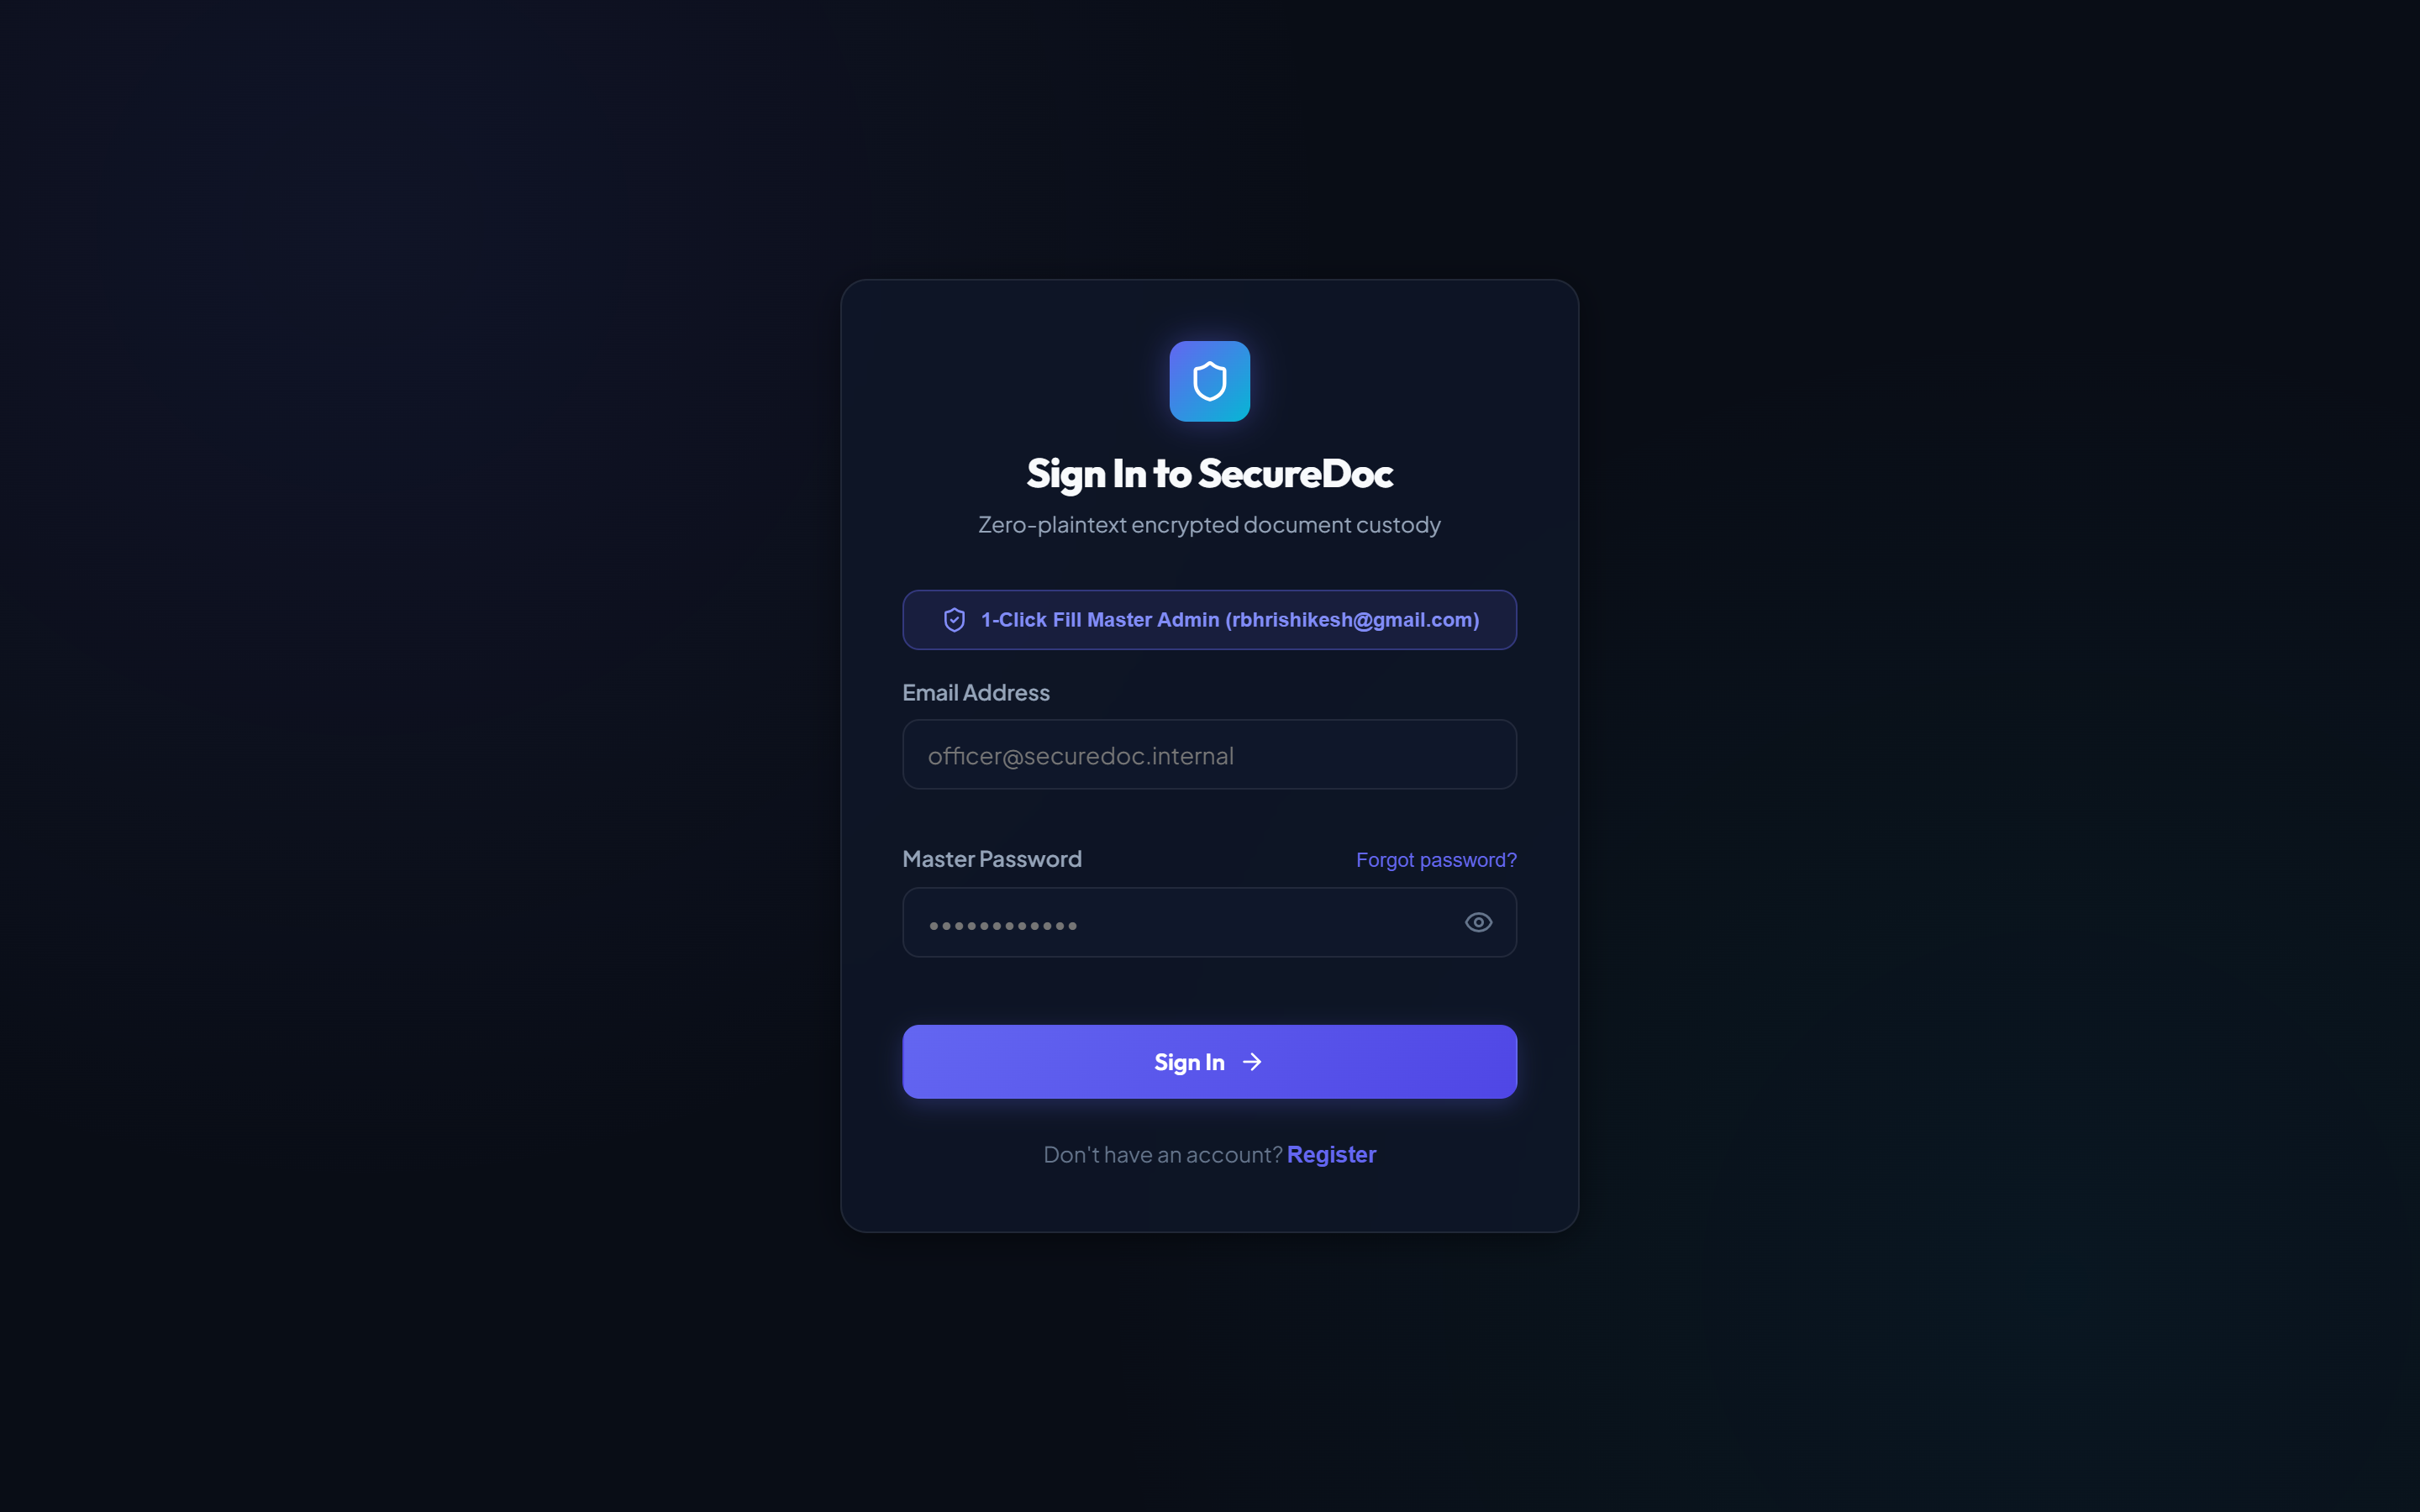 Sign In to SecureDoc
Zero-plaintext encrypted document custody
1-Click Fill Master Admin (rbhrishikesh@gmail.com)
Email Address
officer@securedoc.internal
Master Password
Forgot password?
••••••••••••
Sign In →
Don't have an account? Register